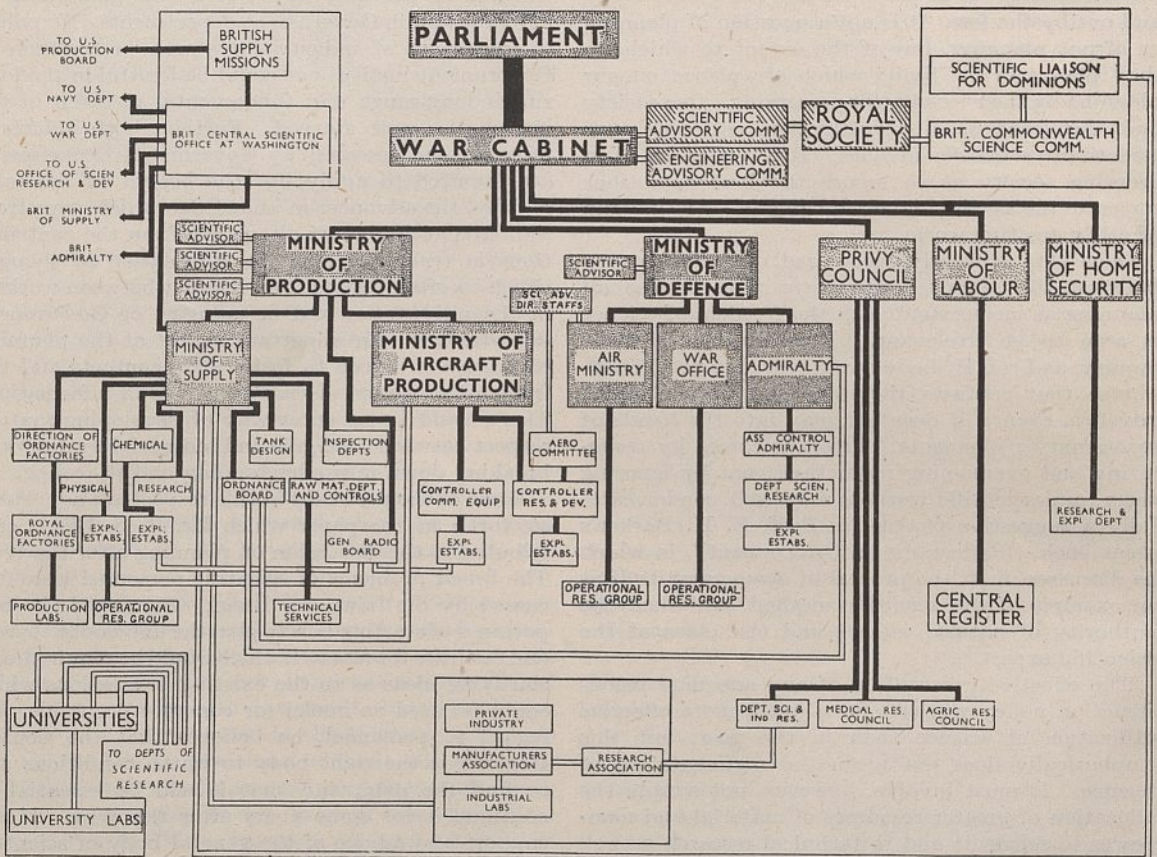 TO U.S.
PRODUCTION
BOARD
TO U.S
NAVY DEPT
TO U.S
WAR DEPT
TO U.S.
OFFICE OF SCIEN
RESEARCH & DEV
BRIT MINISTRY
OF SUPPLY
BRIT
ADMIRALTY
BRITISH
SUPPLY
MISSIONS
BRIT CENTRAL SCIENTIFIC
OFFICE AT WASHINGTON
PARLIAMENT
WAR CABINET
SCIENTIFIC
ADVISORY COMM.
ENGINEERING
ADVISORY COMM.
ROYAL
SOCIETY
SCIENTIFIC LIAISON
FOR DOMINIONS
BRIT. COMMONWEALTH
SCIENCE COMM.
SCIENTIFIC
ADVISOR
SCIENTIFIC
ADVISOR
SCIENTIFIC
ADVISOR
MINISTRY
OF
PRODUCTION
SCIENTIFIC
ADVISOR
MINISTRY
OF
DEFENCE
PRIVY
COUNCIL
MINISTRY
OF
LABOUR
MINISTRY
OF HOME
SECURITY
SCI. ADV.
DIR. STAFFS
MINISTRY
OF
SUPPLY
MINISTRY OF
AIRCRAFT
PRODUCTION
AIR
MINISTRY
WAR
OFFICE
ADMIRALTY
DIRECTION OF
ORDNANCE
FACTORIES
CHEMICAL
TANK
DESIGN
INSPECTION
DEPTS
AERO
COMMITTEE
ASS CONTROL
ADMIRALTY
PHYSICAL
RESEARCH
ORDNANCE
BOARD
RAW MAT. DEPT.
AND CONTROLS
CONTROLLER
COMM. EQUIP
CONTROLLER
RES. & DEV.
DEPT SCIEN.
RESEARCH
ROYAL
ORDNANCE
FACTORIES
EXPL
ESTABS.
EXPL
ESTABS.
GEN. RADIO
BOARD
EXPL
ESTABS.
EXPL
ESTABS.
EXPL
ESTABS.
RESEARCH &
EXPL DEPT
PRODUCTION
LABS.
OPERATIONAL
RES. GROUP
TECHNICAL
SERVICES
OPERATIONAL
RES. GROUP
OPERATIONAL
RES. GROUP
CENTRAL
REGISTER
UNIVERSITIES
TO DEPTS OF
SCIENTIFIC
RESEARCH
UNIVERSITY LABS.
PRIVATE
INDUSTRY
MANUFACTURERS
ASSOCIATION
INDUSTRIAL
LABS
RESEARCH
ASSOCIATION
DEPT. SCI. &
IND RES.
MEDICAL RES.
COUNCIL
AGRIC RES.
COUNCIL